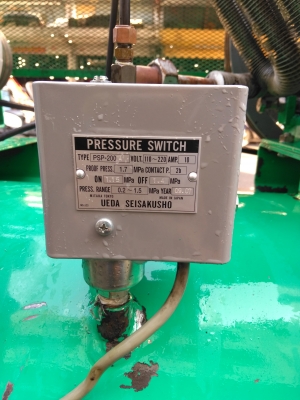 PRESSURE SWITCH
TYPE PSP-200 VOLT. 110~220 AMP. 10
PROOF PRESS. 1.7 MPa CONTACT P. 2b
ON MPa OFF MPa
PRESS. RANGE 0.2~1.5 MPa YEAR
MADE IN JAPAN
UEDA SEISAKUSHO